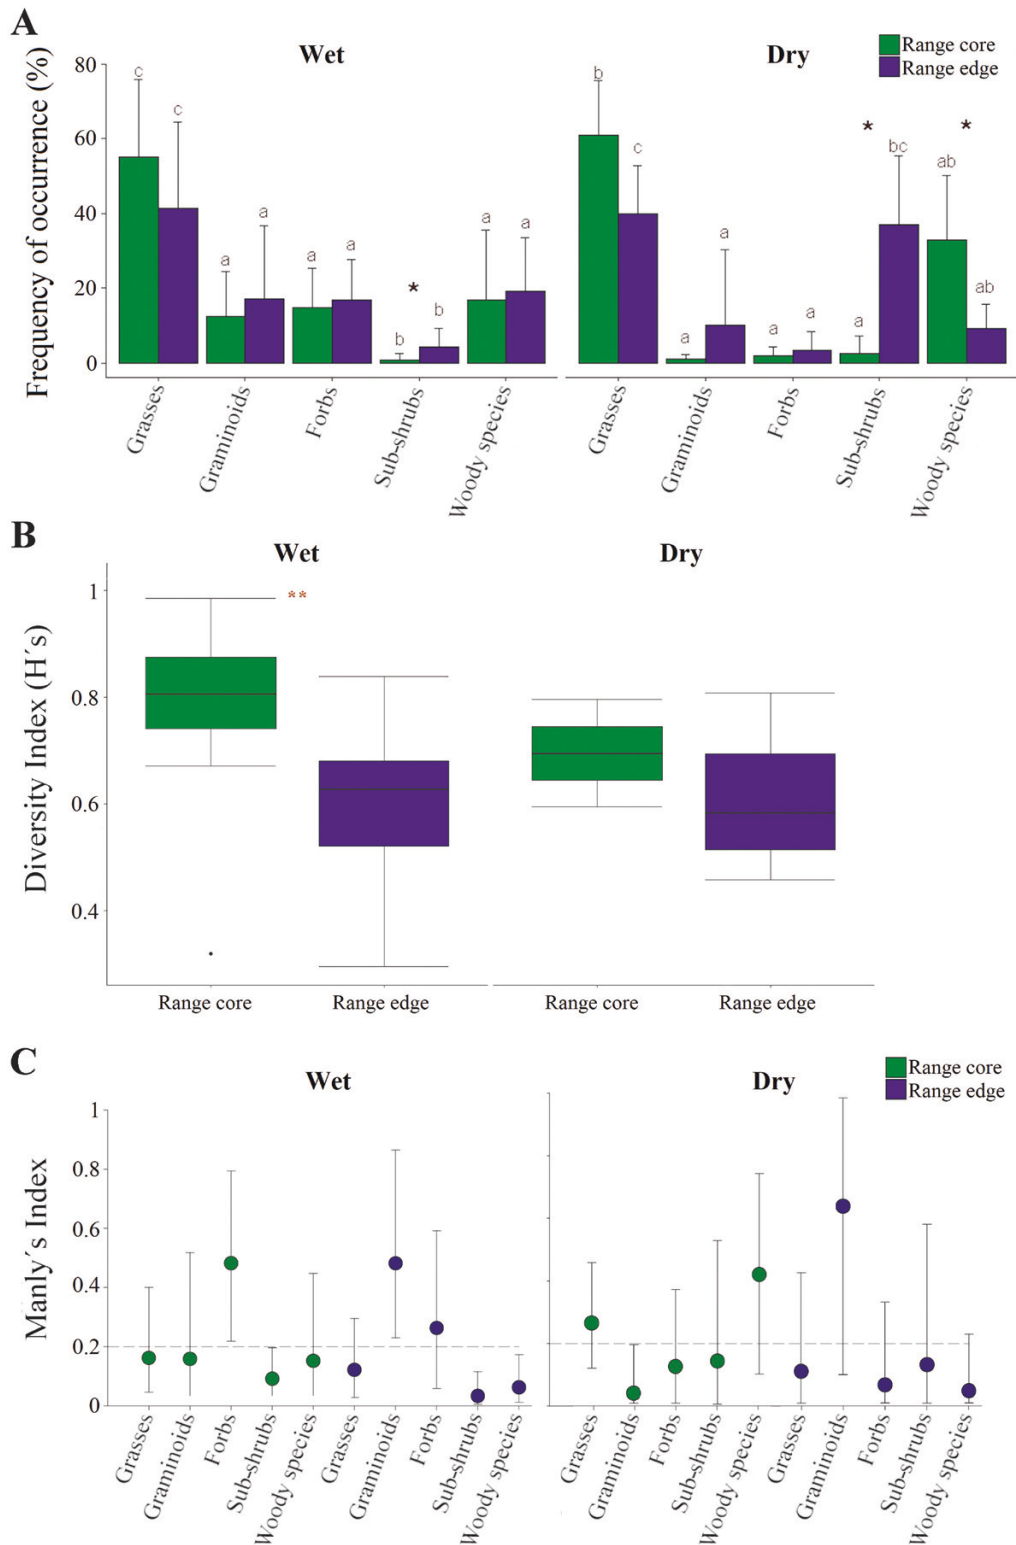 A
Wet
Dry
Range core
Range edge
Frequency of occurrence (%)
80
60
40
20
0
c
c
a
a
a
a
*
b
b
a
a
b
c
a
a
a
a
*
a
bc
*
ab
ab
Grasses
Graminoids
Forbs
Sub-shrubs
Woody species
Grasses
Graminoids
Forbs
Sub-shrubs
Woody species
B
Wet
Dry
Diversity Index (H´s)
1
0.8
0.6
0.4
**
Range core
Range edge
Range core
Range edge
C
Wet
Dry
Range core
Range edge
Manly´s Index
1
0.8
0.6
0.4
0.2
0
Grasses
Graminoids
Forbs
Sub-shrubs
Woody species
Grasses
Graminoids
Forbs
Sub-shrubs
Woody species
Grasses
Graminoids
Forbs
Sub-shrubs
Woody species
Grasses
Graminoids
Forbs
Sub-shrubs
Woody species